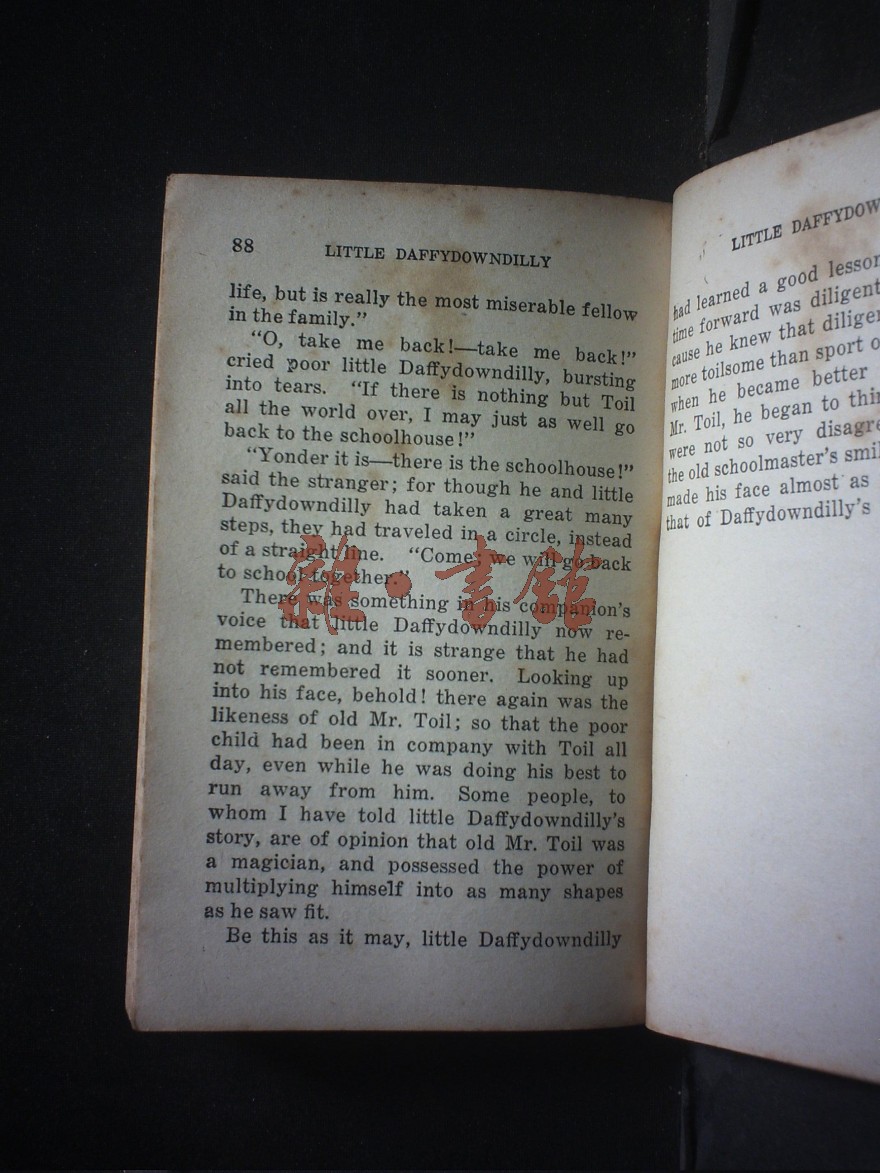 88
LITTLE DAFFYDOWNDILLY
life, but is really the most miserable fellow
in the family."
"O, take me back!—take me back!"
cried poor little Daffydowndilly, bursting
into tears. "If there is nothing but Toil
all the world over, I may just as well go
back to the schoolhouse!"
"Yonder it is—there is the schoolhouse!"
said the stranger; for though he and little
Daffydowndilly had taken a great many
steps, they had traveled in a circle, instead
of a straight line. "Come; we will go back
to school together."
There was something in his companion's
voice that little Daffydowndilly now re-
membered; and it is strange that he had
not remembered it sooner. Looking up
into his face, behold! there again was the
likeness of old Mr. Toil; so that the poor
child had been in company with Toil all
day, even while he was doing his best to
run away from him. Some people, to
whom I have told little Daffydowndilly's
story, are of opinion that old Mr. Toil was
a magician, and possessed the power of
multiplying himself into as many shapes
as he saw fit.
Be this as it may, little Daffydowndilly
LITTLE DAFFYDOW
had learned a good lesson
time forward was diligent
cause he knew that diliger
more toilsome than sport o
when he became better
Mr. Toil, he began to thin
were not so very disagre
the old schoolmaster's smil
made his face almost as
that of Daffydowndilly's
雜·書館